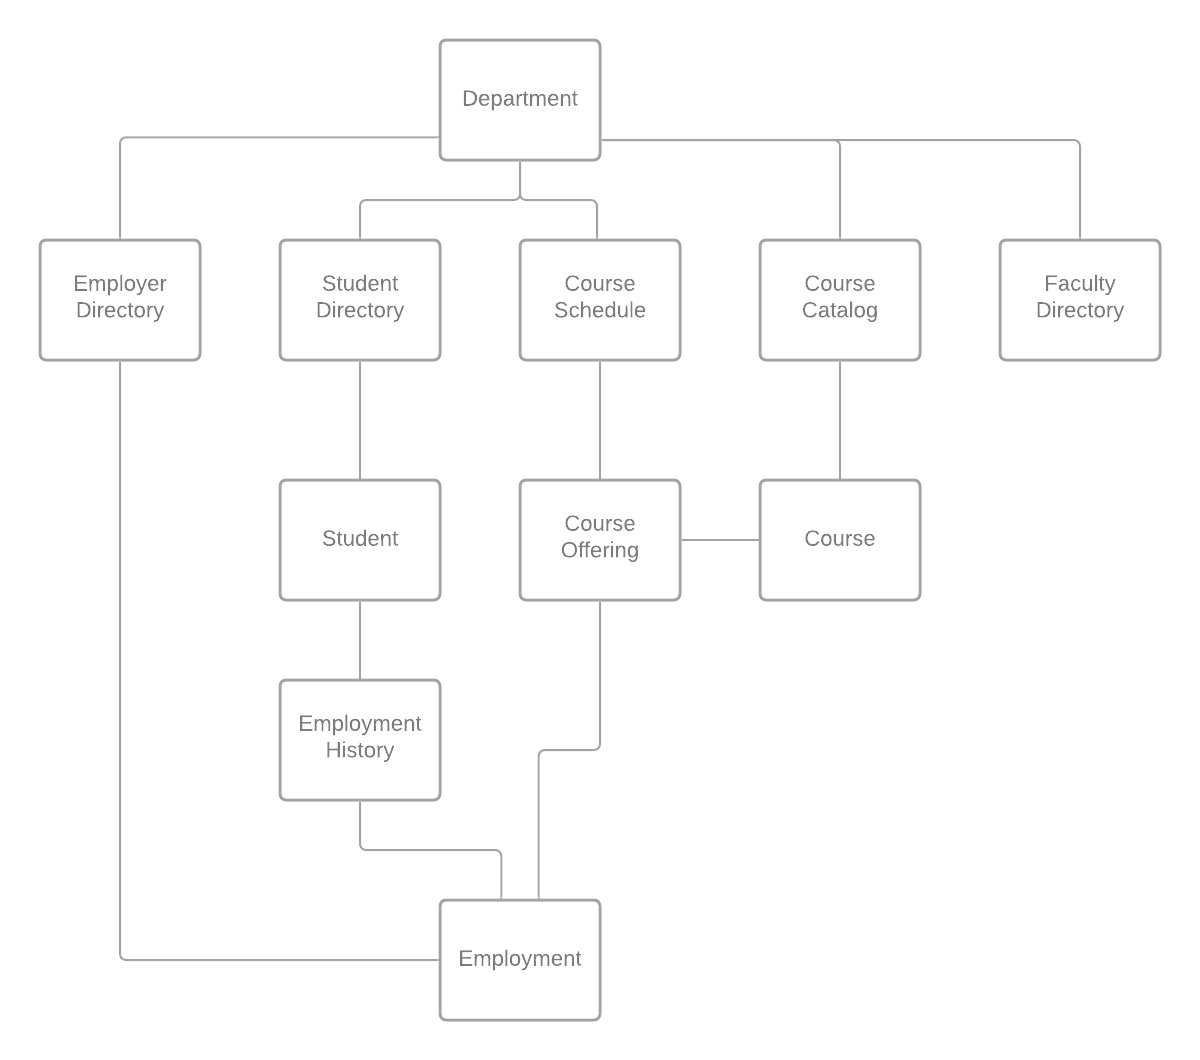 Department
Employer
Directory
Student
Directory
Course
Schedule
Course
Catalog
Faculty
Directory
Student
Course
Offering
Course
Employment
History
Employment